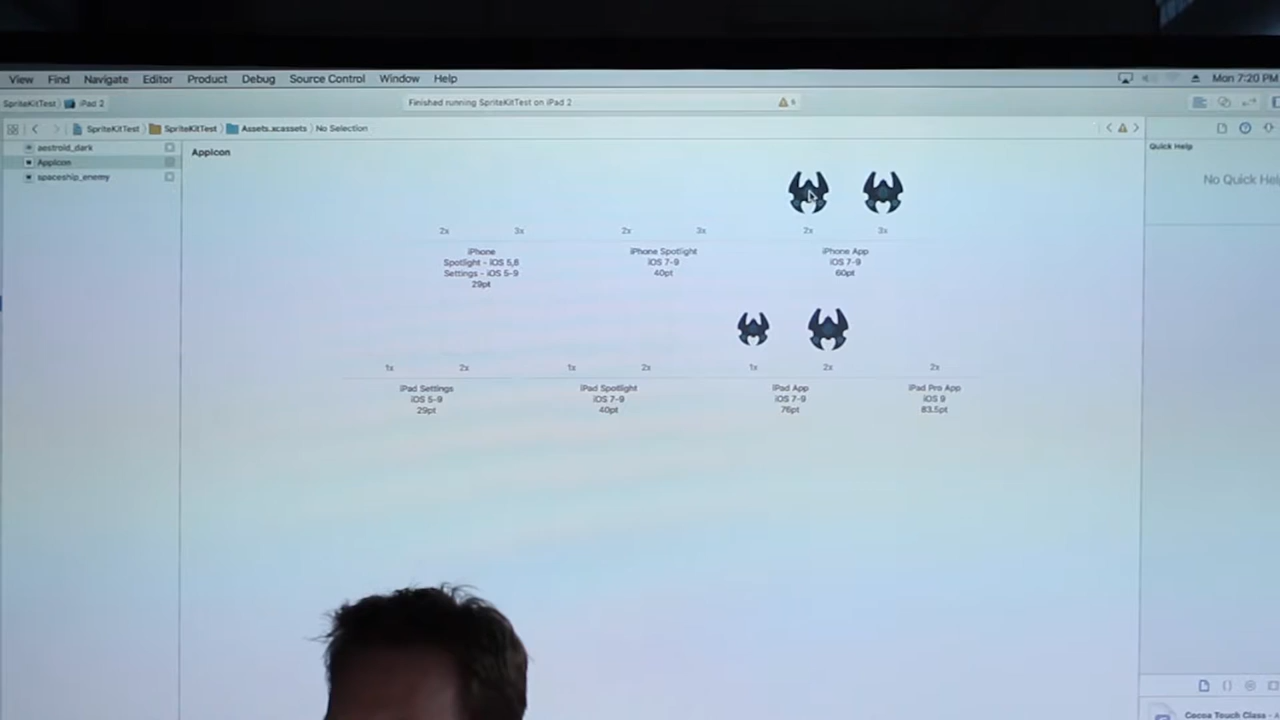 View Find Navigate Editor Product Debug Source Control Window Help Mon 7:20 PM
SpriteKitTest iPad 2 Finished running SpriteKitTest on iPad 2
SpriteKitTest SpriteKitTest Assets.xcassets No Selection
aestroid_dark
AppIcon
spaceship_enemy
AppIcon
2x 3x 2x 3x 2x 3x
iPhone
Spotlight - iOS 5,6
Settings - iOS 5-9
29pt
iPhone Spotlight
iOS 7-9
40pt
iPhone App
iOS 7-9
60pt
1x 2x 1x 2x 1x 2x 2x
iPad Settings
iOS 5-9
29pt
iPad Spotlight
iOS 7-9
40pt
iPad App
iOS 7-9
76pt
iPad Pro App
iOS 9
83.5pt
Quick Help
No Quick Hel
Cocoa Touch Class